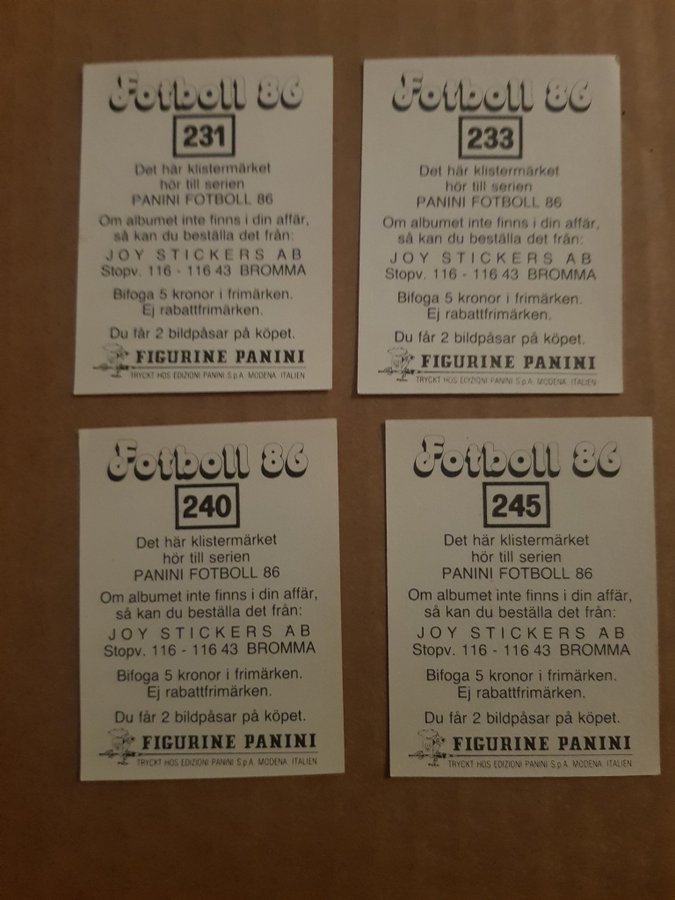 Fotboll 86
231
Det här klistermärket
hör till serien
PANINI FOTBOLL 86
Om albumet inte finns i din affär,
så kan du beställa det från:
JOY STICKERS AB
Stopv. 116 - 116 43 BROMMA
Bifoga 5 kronor i frimärken.
Ej rabattfrimärken.
Du får 2 bildpåsar på köpet.
FIGURINE PANINI
TRYCKT HOS EDIZIONI PANINI S.p.A. MODENA ITALIEN
Fotboll 86
233
Det här klistermärket
hör till serien
PANINI FOTBOLL 86
Om albumet inte finns i din affär,
så kan du beställa det från:
JOY STICKERS AB
Stopv. 116 - 116 43 BROMMA
Bifoga 5 kronor i frimärken.
Ej rabattfrimärken.
Du får 2 bildpåsar på köpet.
FIGURINE PANINI
TRYCKT HOS EDIZIONI PANINI S.p.A. MODENA ITALIEN
Fotboll 86
240
Det här klistermärket
hör till serien
PANINI FOTBOLL 86
Om albumet inte finns i din affär,
så kan du beställa det från:
JOY STICKERS AB
Stopv. 116 - 116 43 BROMMA
Bifoga 5 kronor i frimärken.
Ej rabattfrimärken.
Du får 2 bildpåsar på köpet.
FIGURINE PANINI
TRYCKT HOS EDIZIONI PANINI S.p.A. MODENA ITALIEN
Fotboll 86
245
Det här klistermärket
hör till serien
PANINI FOTBOLL 86
Om albumet inte finns i din affär,
så kan du beställa det från:
JOY STICKERS AB
Stopv. 116 - 116 43 BROMMA
Bifoga 5 kronor i frimärken.
Ej rabattfrimärken.
Du får 2 bildpåsar på köpet.
FIGURINE PANINI
TRYCKT HOS EDIZIONI PANINI S.p.A. MODENA ITALIEN